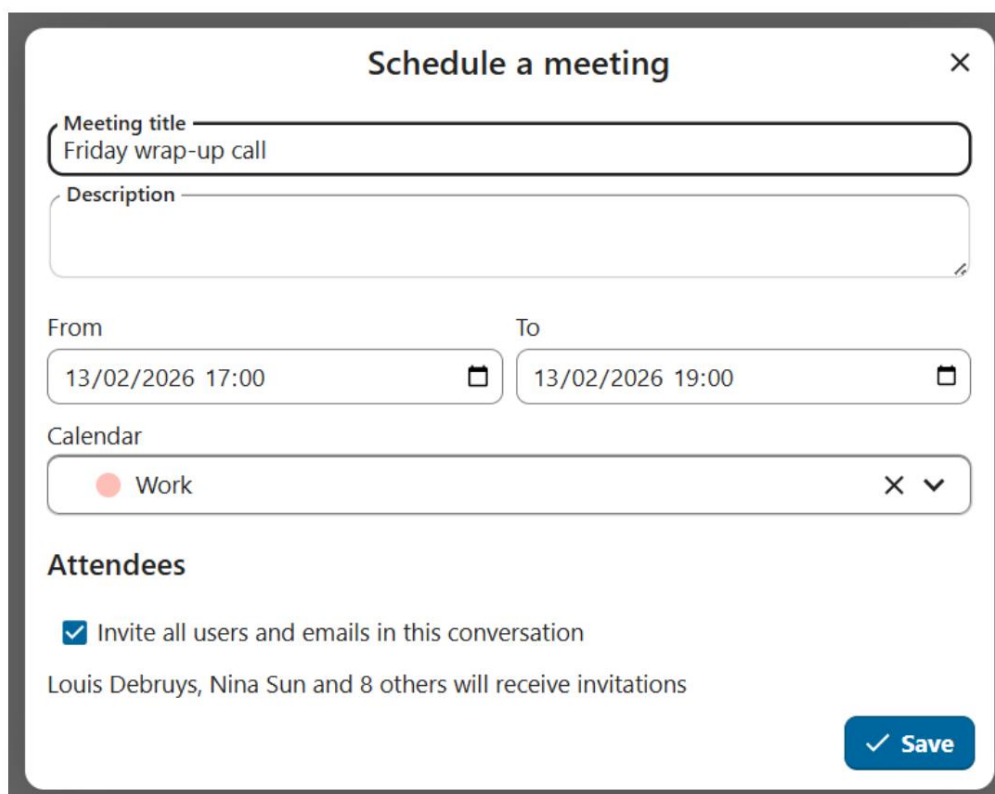 Schedule a meeting
Meeting title
Friday wrap-up call
Description
From
To
13/02/2026 17:00
13/02/2026 19:00
Calendar
Work
Attendees
Invite all users and emails in this conversation
Louis Debruys, Nina Sun and 8 others will receive invitations
Save